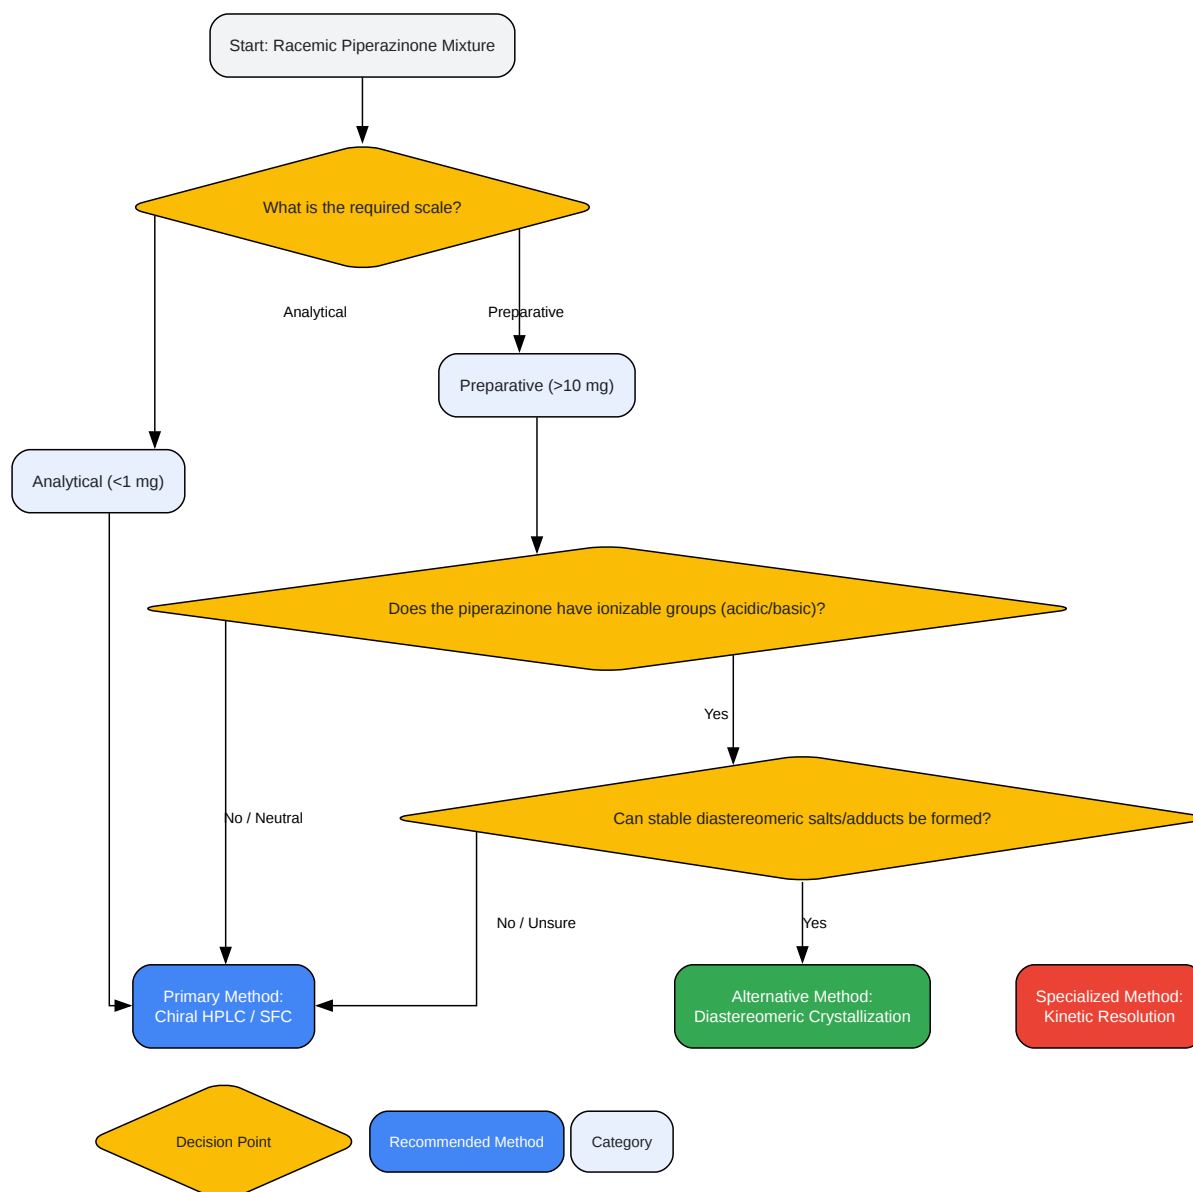 Start: Racemic Piperazinone Mixture
What is the required scale?
Analytical
Preparative
Preparative (>10 mg)
Analytical (<1 mg)
Does the piperazinone have ionizable groups (acidic/basic)?
Yes
No / Neutral
Can stable diastereomeric salts/adducts be formed?
No / Unsure
Yes
Primary Method:
Chiral HPLC / SFC
Alternative Method:
Diastereomeric Crystallization
Specialized Method:
Kinetic Resolution
Decision Point
Recommended Method
Category